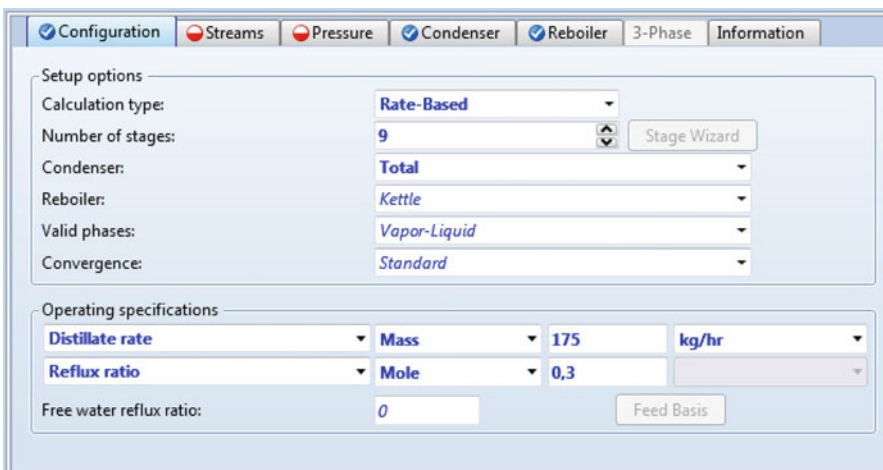 Configuration Streams Pressure Condenser Reboiler 3-Phase Information
Setup options
Calculation type: Rate-Based
Number of stages: 9 Stage Wizard
Condenser: Total
Reboiler: Kettle
Valid phases: Vapor-Liquid
Convergence: Standard
Operating specifications
Distillate rate Mass 175 kg/hr
Reflux ratio Mole 0,3
Free water reflux ratio: 0 Feed Basis